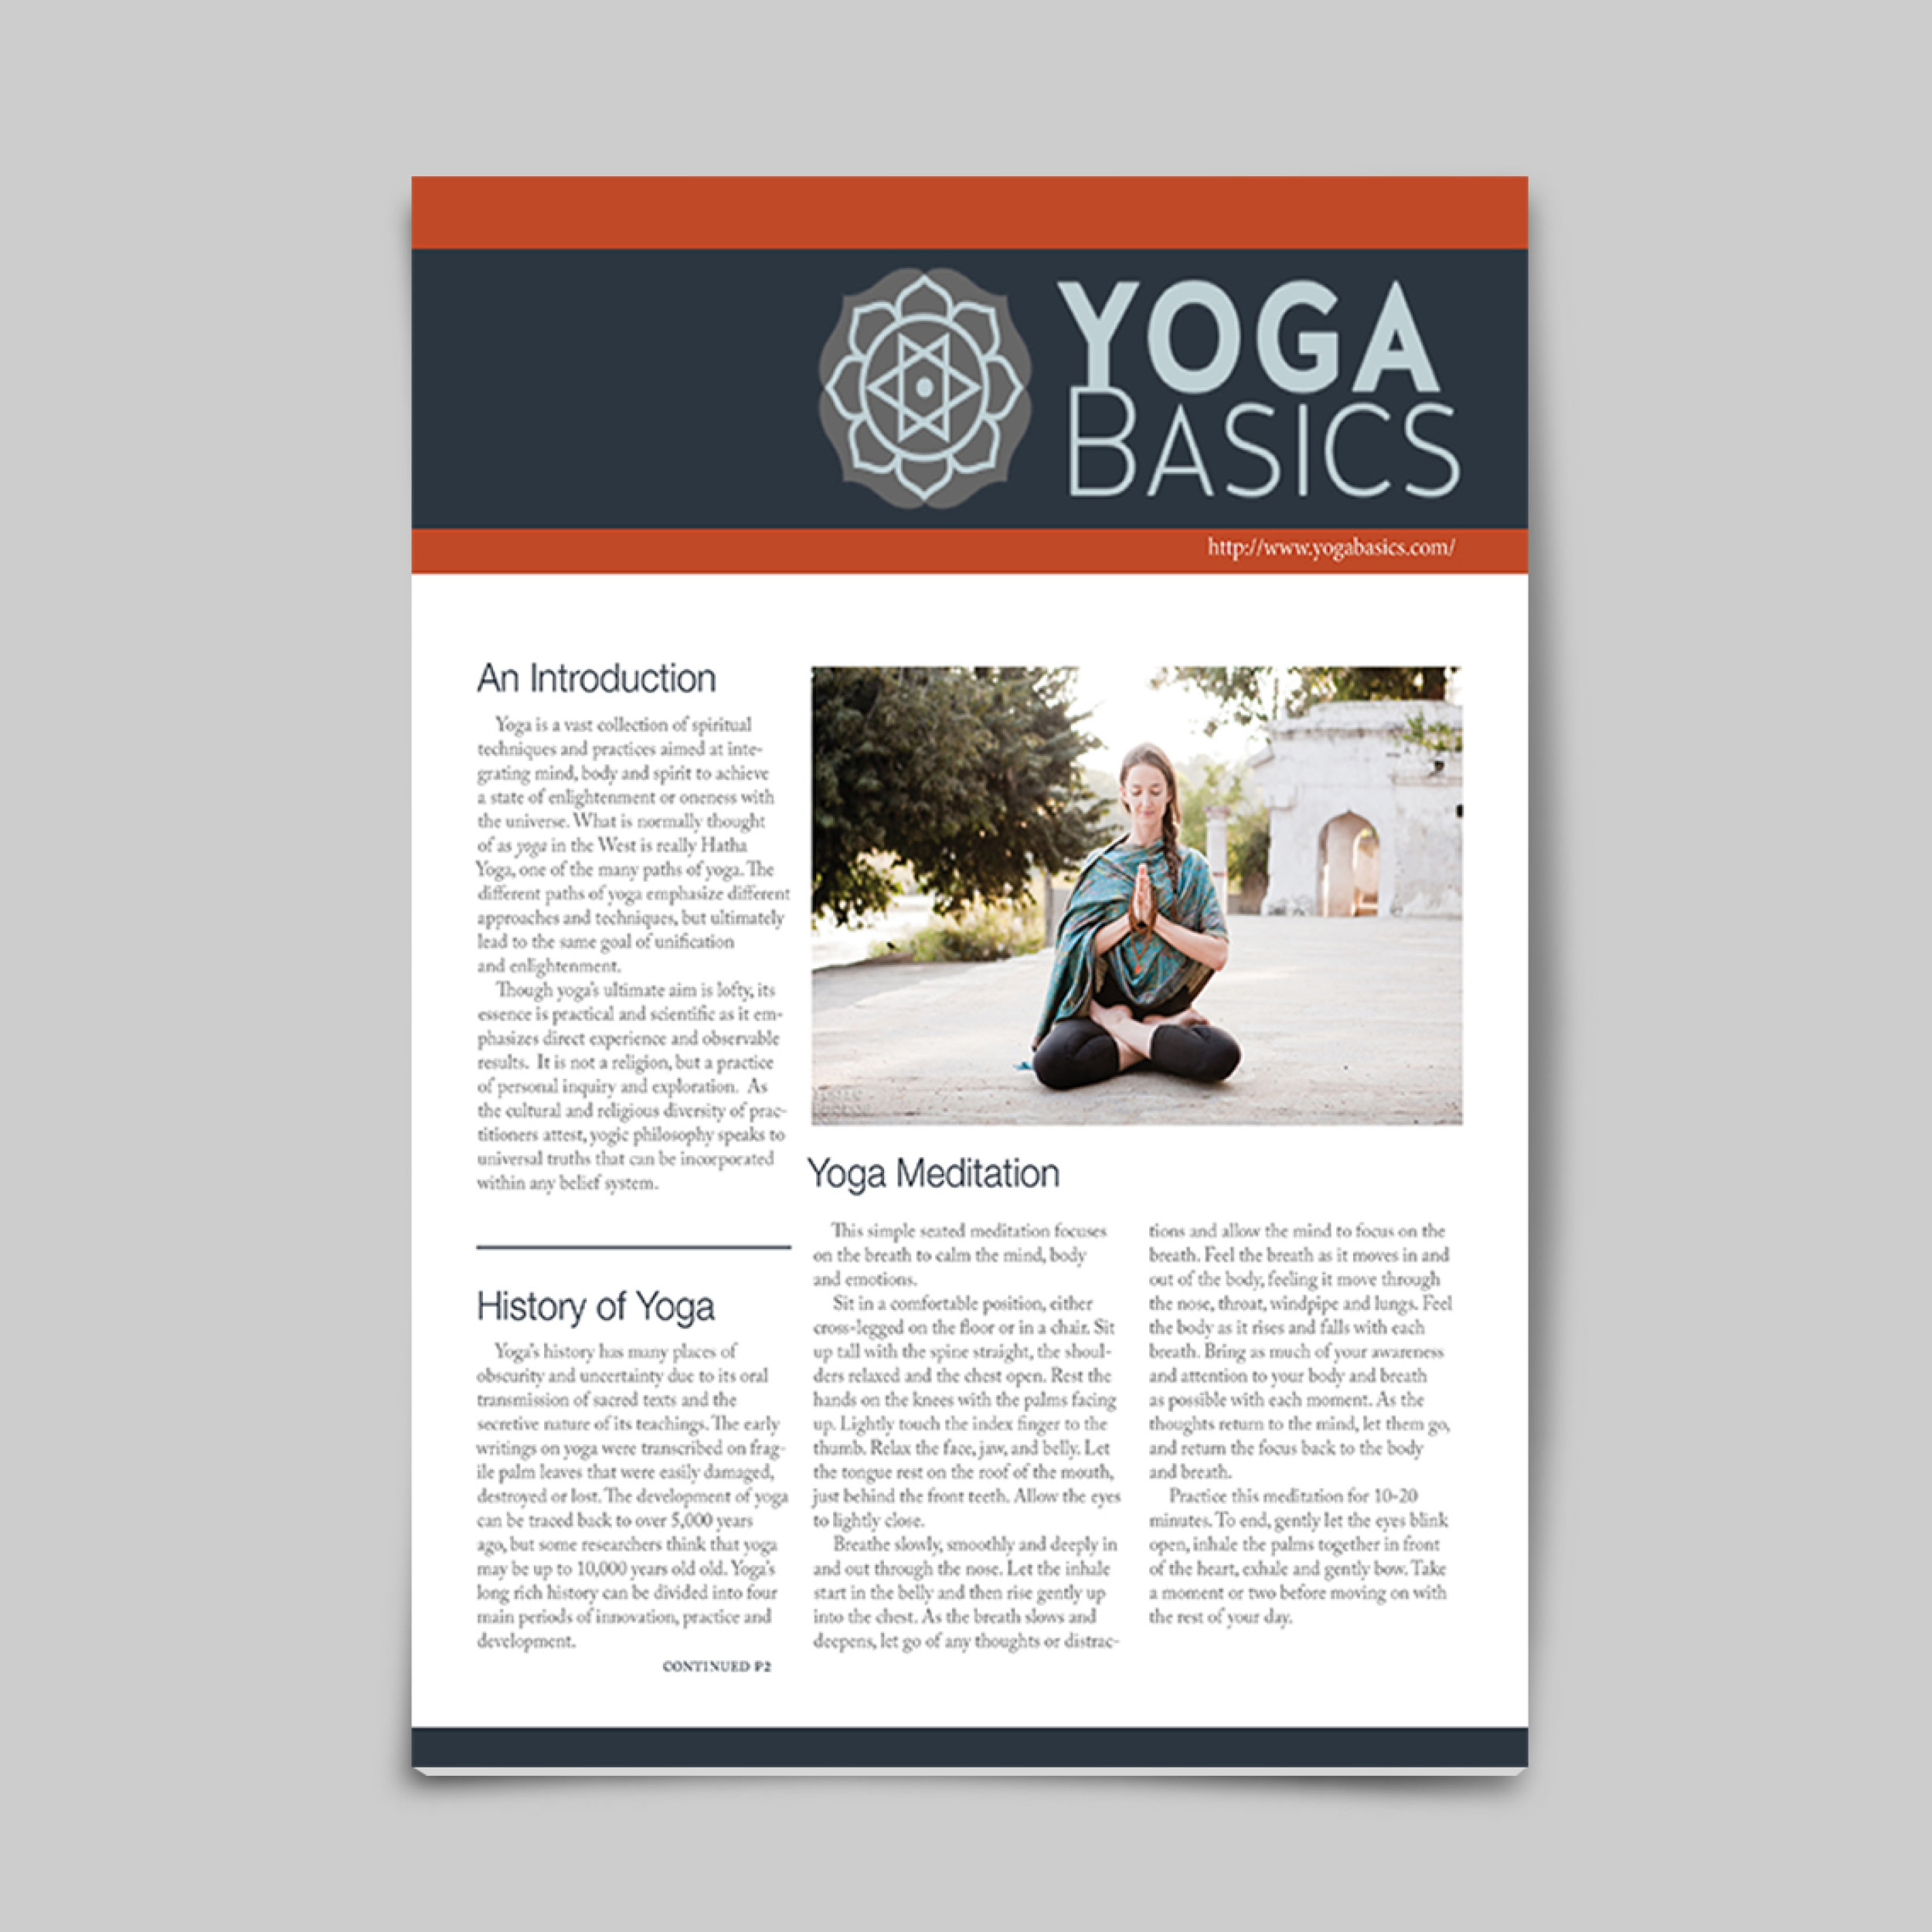 YOGA
BASICS
http://www.yogabasics.com/
An Introduction
Yoga is a vast collection of spiritual
techniques and practices aimed at inte-
grating mind, body and spirit to achieve
a state of enlightenment or oneness with
the universe. What is normally thought
of as yoga in the West is really Hatha
Yoga, one of the many paths of yoga. The
different paths of yoga emphasize different
approaches and techniques, but ultimately
lead to the same goal of unification
and enlightenment.
Though yoga's ultimate aim is lofty, its
essence is practical and scientific as it em-
phasizes direct experience and observable
results. It is not a religion, but a practice
of personal inquiry and exploration. As
the cultural and religious diversity of prac-
titioners attest, yogic philosophy speaks to
universal truths that can be incorporated
within any belief system.
History of Yoga
Yoga's history has many places of
obscurity and uncertainty due to its oral
transmission of sacred texts and the
secretive nature of its teachings. The early
writings on yoga were transcribed on frag-
ile palm leaves that were easily damaged,
destroyed or lost. The development of yoga
can be traced back to over 5,000 years
ago, but some researchers think that yoga
may be up to 10,000 years old old. Yoga's
long rich history can be divided into four
main periods of innovation, practice and
development.
CONTINUED P2
Yoga Meditation
This simple seated meditation focuses
on the breath to calm the mind, body
and emotions.
Sit in a comfortable position, either
cross-legged on the floor or in a chair. Sit
up tall with the spine straight, the shoul-
ders relaxed and the chest open. Rest the
hands on the knees with the palms facing
up. Lightly touch the index finger to the
thumb. Relax the face, jaw, and belly. Let
the tongue rest on the roof of the mouth,
just behind the front teeth. Allow the eyes
to lightly close.
Breathe slowly, smoothly and deeply in
and out through the nose. Let the inhale
start in the belly and then rise gently up
into the chest. As the breath slows and
deepens, let go of any thoughts or distrac-
tions and allow the mind to focus on the
breath. Feel the breath as it moves in and
out of the body, feeling it move through
the nose, throat, windpipe and lungs. Feel
the body as it rises and falls with each
breath. Bring as much of your awareness
and attention to your body and breath
as possible with each moment. As the
thoughts return to the mind, let them go,
and return the focus back to the body
and breath.
Practice this meditation for 10-20
minutes. To end, gently let the eyes blink
open, inhale the palms together in front
of the heart, exhale and gently bow. Take
a moment or two before moving on with
the rest of your day.